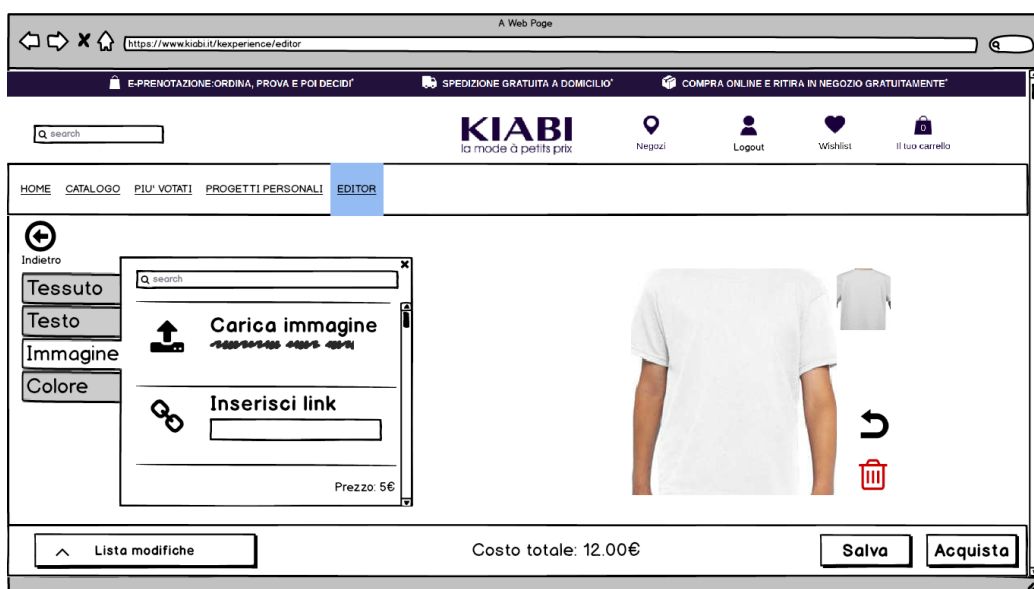 A Web Page
https://www.kiabi.it/kexperience/editor
E-PRENOTAZIONE:ORDINA, PROVA E POI DECIDI*
SPEDIZIONE GRATUITA A DOMICILIO*
COMPRA ONLINE E RITIRA IN NEGOZIO GRATUITAMENTE*
search
KIABI
la mode à petits prix
Negozi
Logout
Wishlist
0
Il tuo carrello
HOME CATALOGO PIU' VOTATI PROGETTI PERSONALI EDITOR
Indietro
Tessuto
Testo
Immagine
Colore
x
search
Carica immagine
Inserisci link
Prezzo: 5€
Lista modifiche
Costo totale: 12.00€
Salva
Acquista